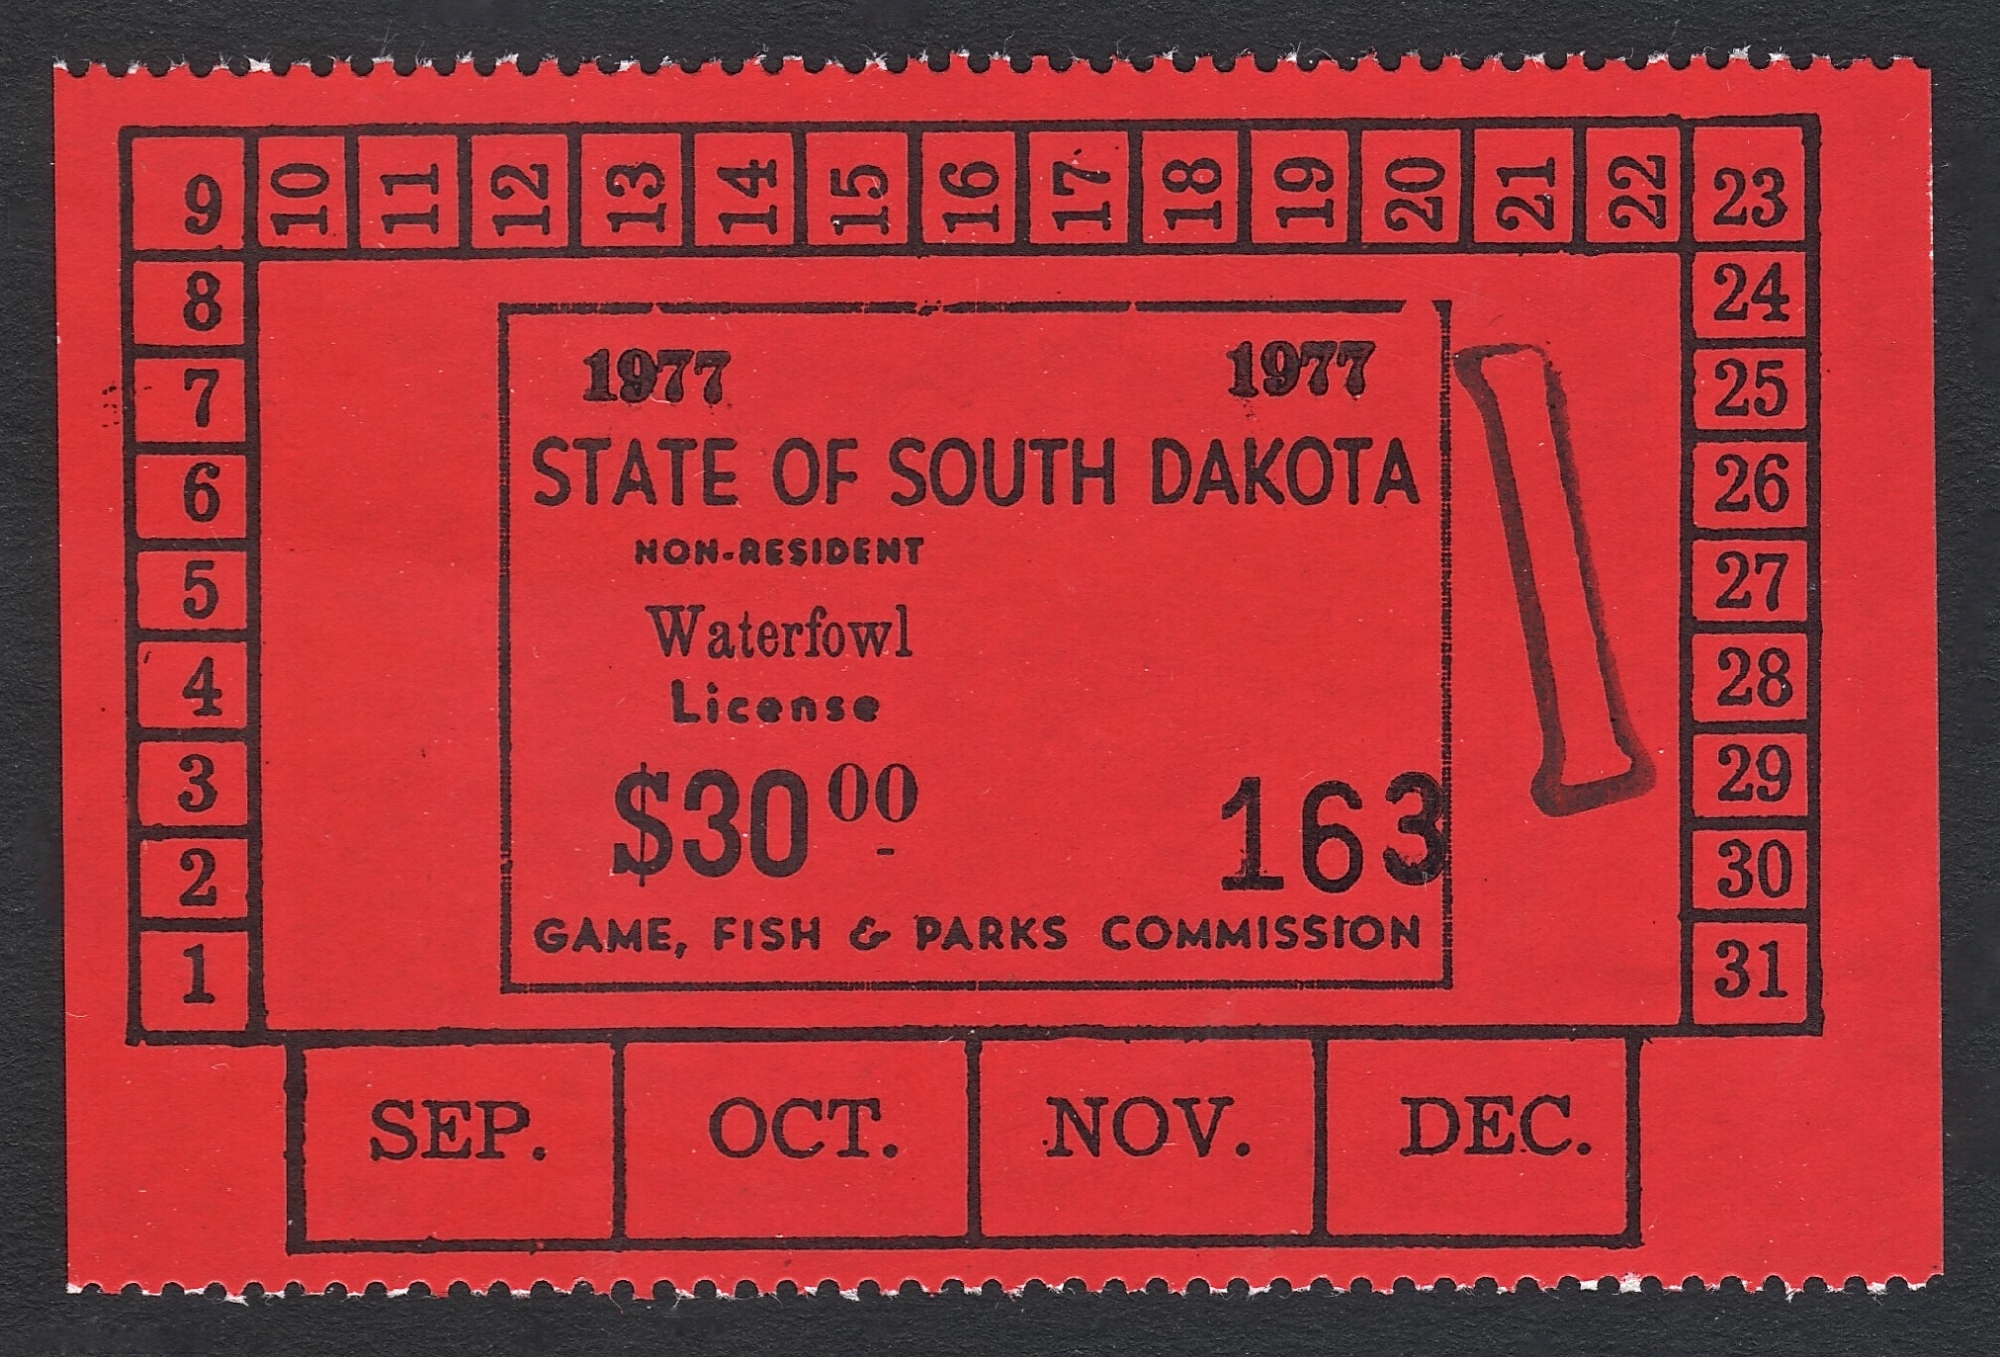 9 10 11 12 13 14 15 16 17 18 19 20 21 22 23
8 24
7 25
6 26
5 27
4 28
3 29
2 30
1 31
1977 1977
STATE OF SOUTH DAKOTA
NON-RESIDENT
Waterfowl
License
$30 00 163
GAME, FISH & PARKS COMMISSION
I
SEP. OCT. NOV. DEC.